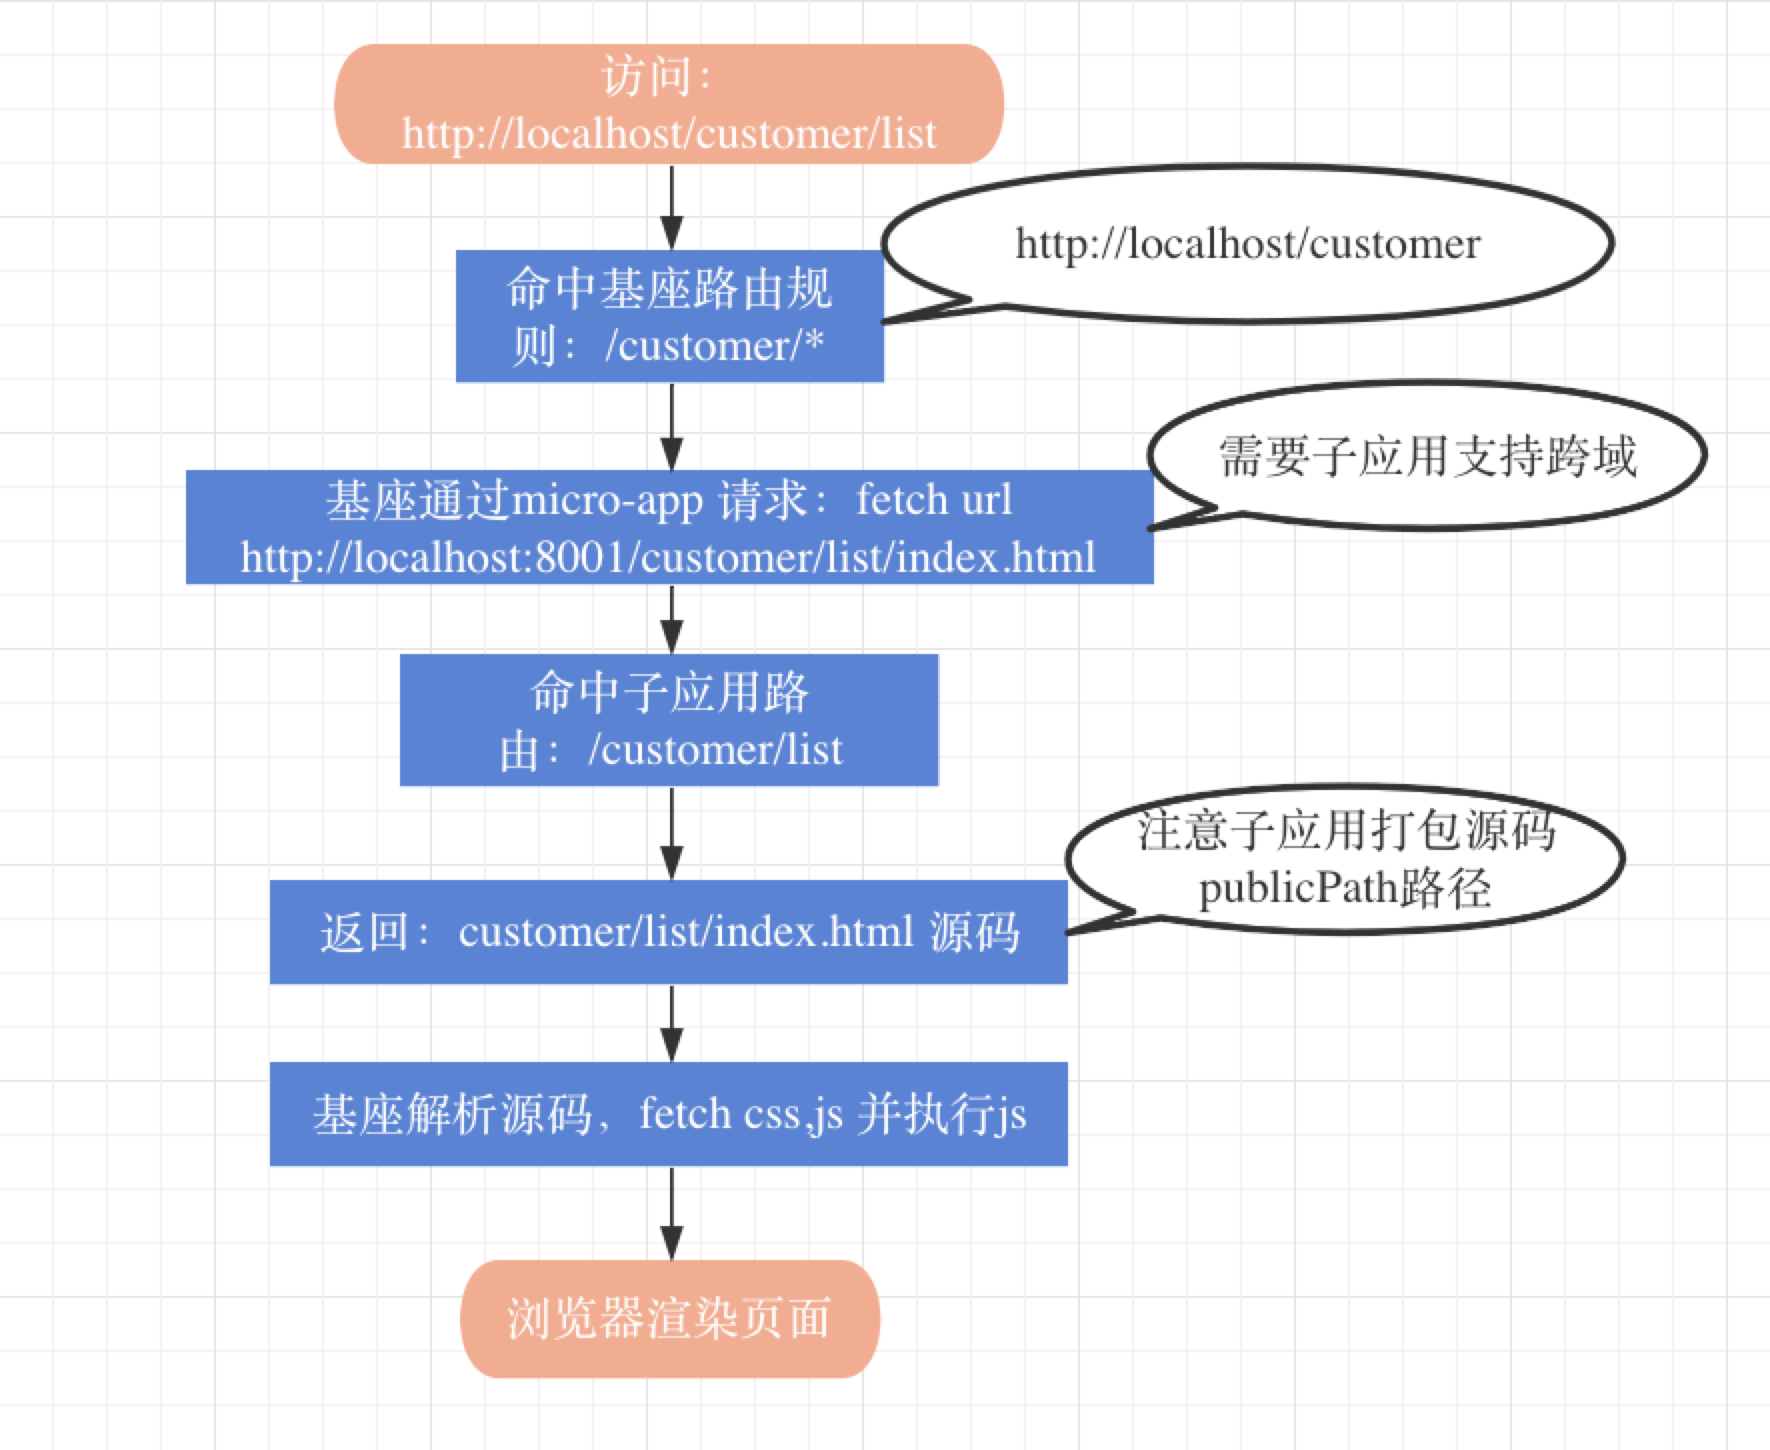 访问：
http://localhost/customer/list
http://localhost/customer
命中基座路由规
则：/customer/*
需要子应用支持跨域
基座通过micro-app 请求：fetch url
http://localhost:8001/customer/list/index.html
命中子应用路
由：/customer/list
注意子应用打包源码
publicPath路径
返回：customer/list/index.html 源码
基座解析源码，fetch css,js 并执行js
浏览器渲染页面